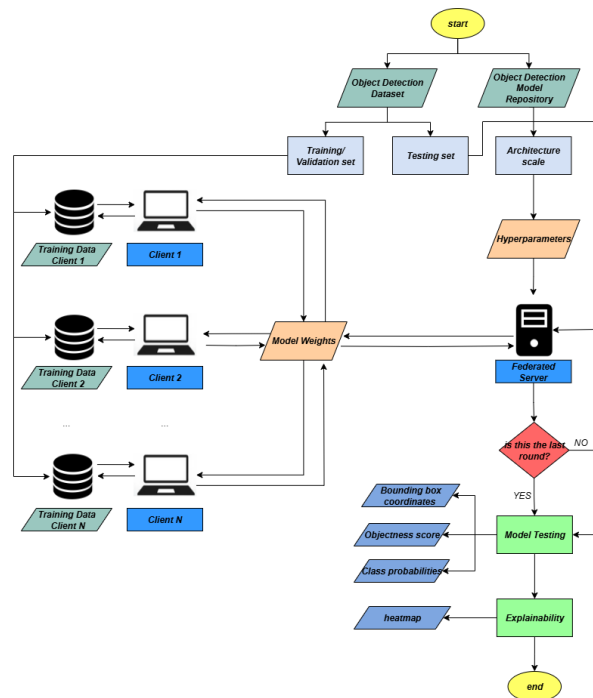 start
Object Detection
Dataset
Object Detection
Model
Repository
Training/
Validation set
Testing set
Architecture
scale
Training Data
Client 1
Client 1
Hyperparameters
Training Data
Client 2
Client 2
Model Weights
Federated
Server
...
...
is this the last
round?
NO
YES
Training Data
Client N
Client N
Bounding box
coordinates
Objectness score
Model Testing
Class probabilities
heatmap
Explainability
end